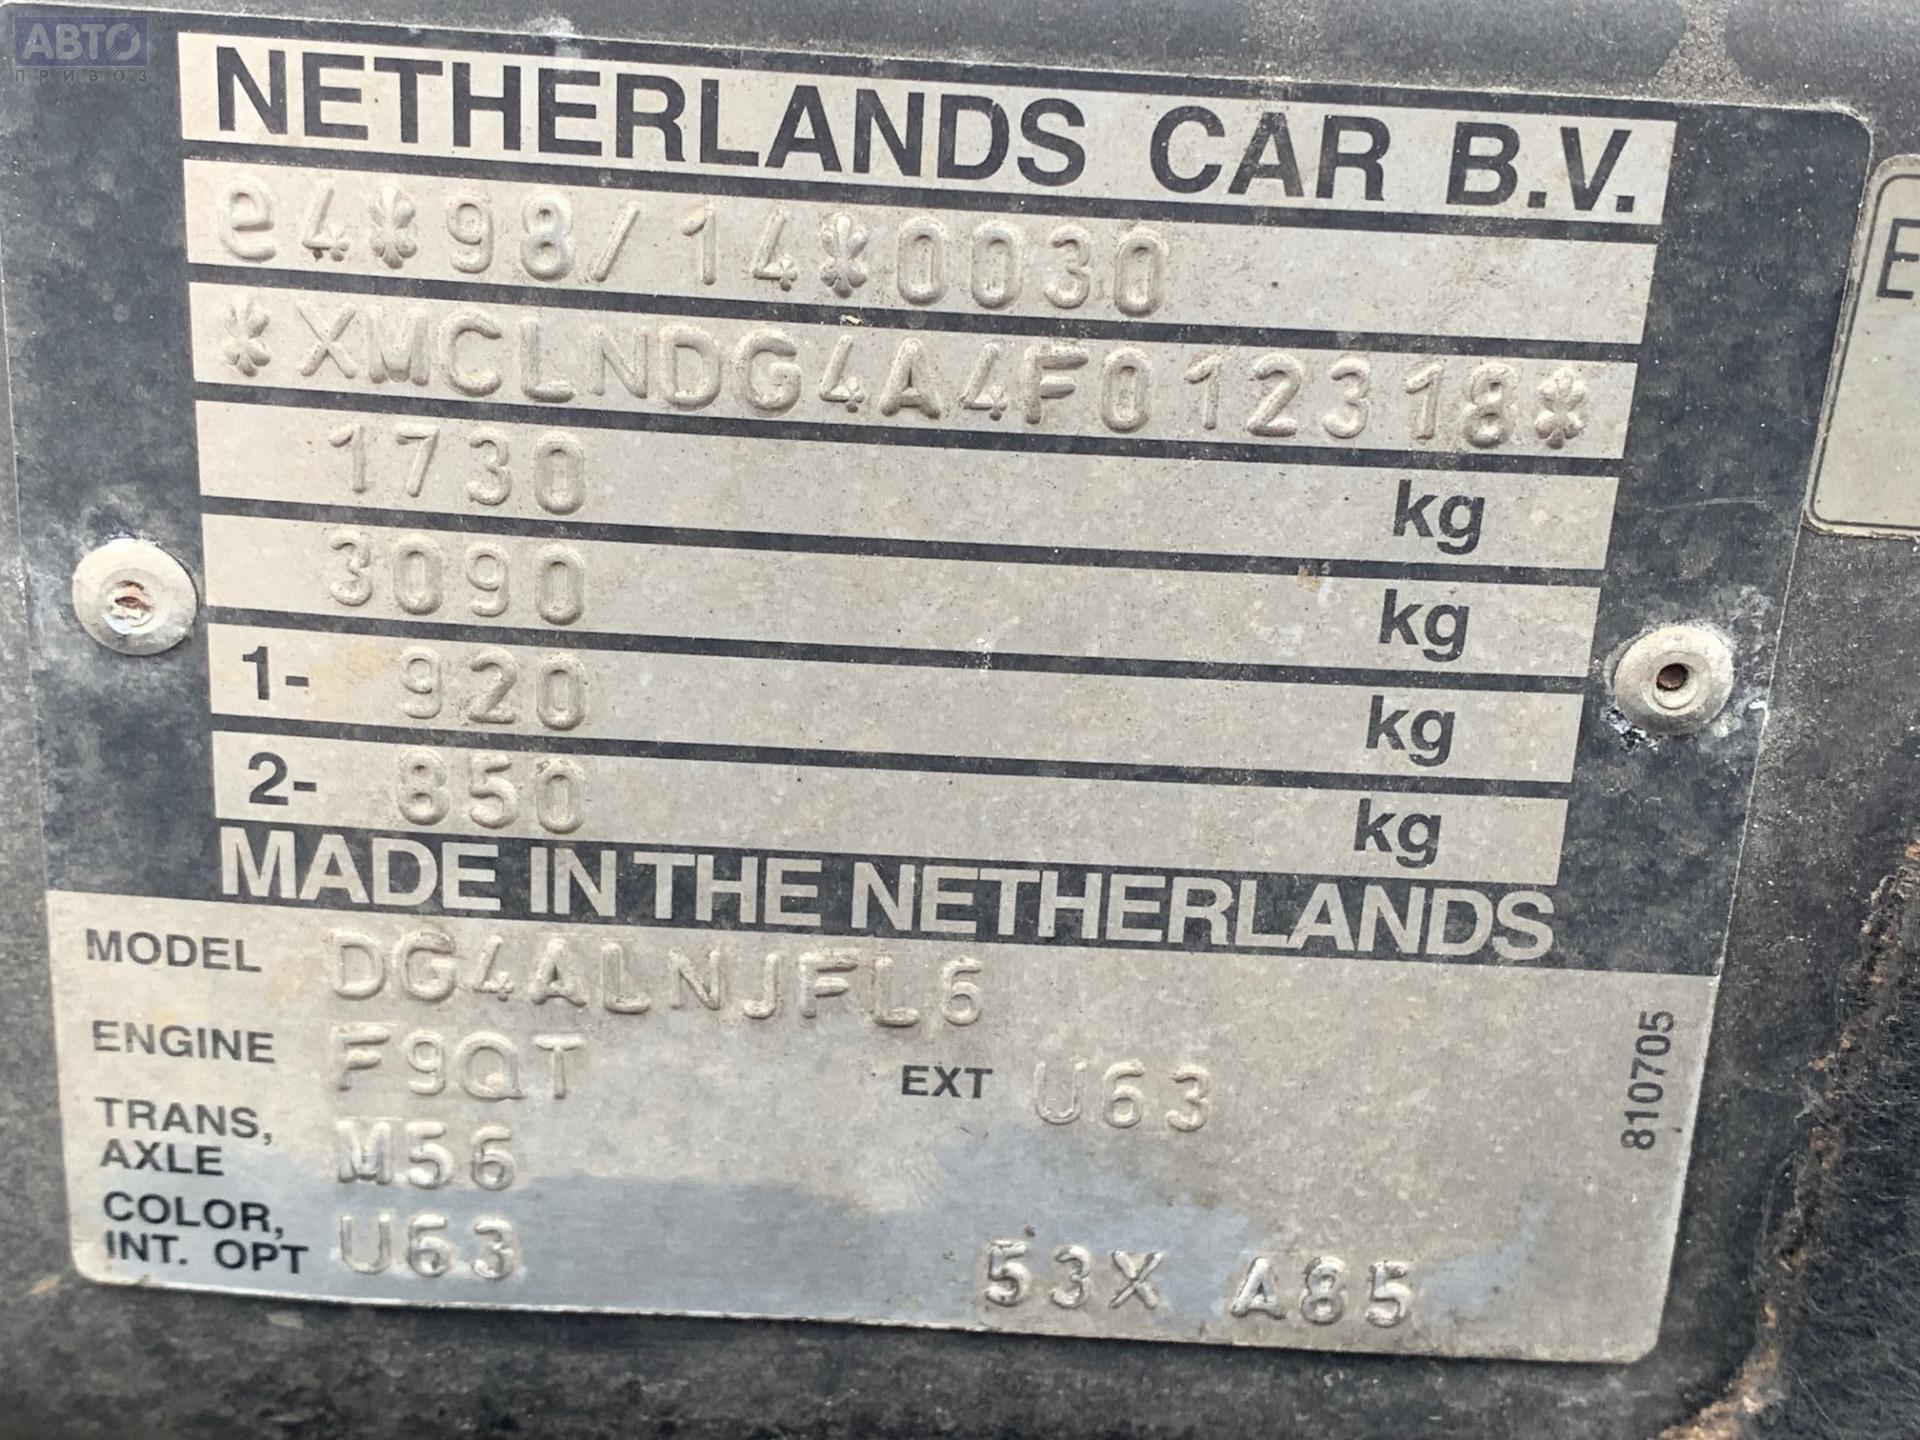 АВТО
ПРИВОЗ
NETHERLANDS CAR B.V.
e4*98/14*0030
*XMCLNDG4A4F012318*
1730 kg
3090 kg
1- 920 kg
2- 850 kg
MADE IN THE NETHERLANDS
MODEL DG4ALNJFL6
ENGINE F9QT EXT U63
TRANS,
AXLE M56
COLOR,
INT. OPT U63 53X A85
810705
E